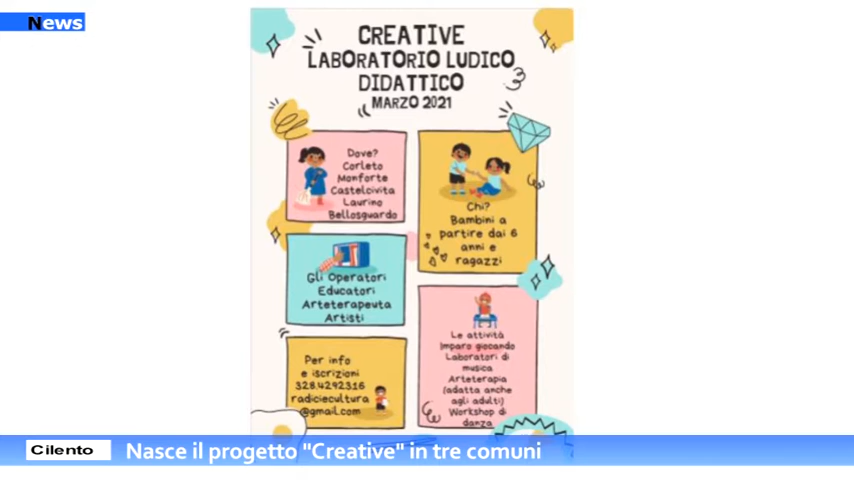 News
CREATIVE
LABORATORIO LUDICO
DIDATTICO
MARZO 2021
Dove?
Corleto
Monforte
Castelcivita
Laurino
Bellosguardo
Chi?
Bambini a
partire dai 6
anni e
ragazzi
Gli Operatori
Educatori
Arteterapeuta
Artisti
Le attività
Imparo giocando
Laboratori di
musica
Arteterapia
(adatta anche
agli adulti)
Workshop di
danza
Per info
e iscrizioni
328.4292316
radiciecultura
@gmail.com
Cilento
Nasce il progetto "Creative" in tre comuni